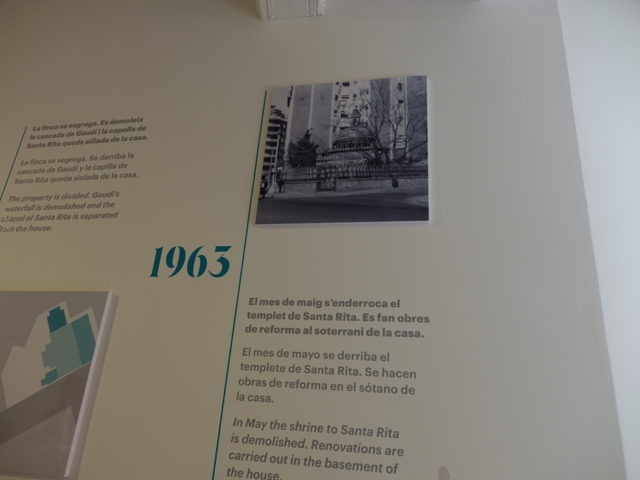 La finca se segrega. Es demoleix
la cascada de Gaudí i la capella de
Santa Rita queda aïllada de la casa.
La finca se segrega. Se derriba la
cascada de Gaudí y la capilla de
Santa Rita queda aislada de la casa.
The property is divided. Gaudí's
waterfall is demolished and the
chapel of Santa Rita is separated
from the house.
1963
El mes de maig s'enderroca el
templet de Santa Rita. Es fan obres
de reforma al soterrani de la casa.
El mes de mayo se derriba el
templete de Santa Rita. Se hacen
obras de reforma en el sótano de
la casa.
In May the shrine to Santa Rita
is demolished. Renovations are
carried out in the basement of
the house.